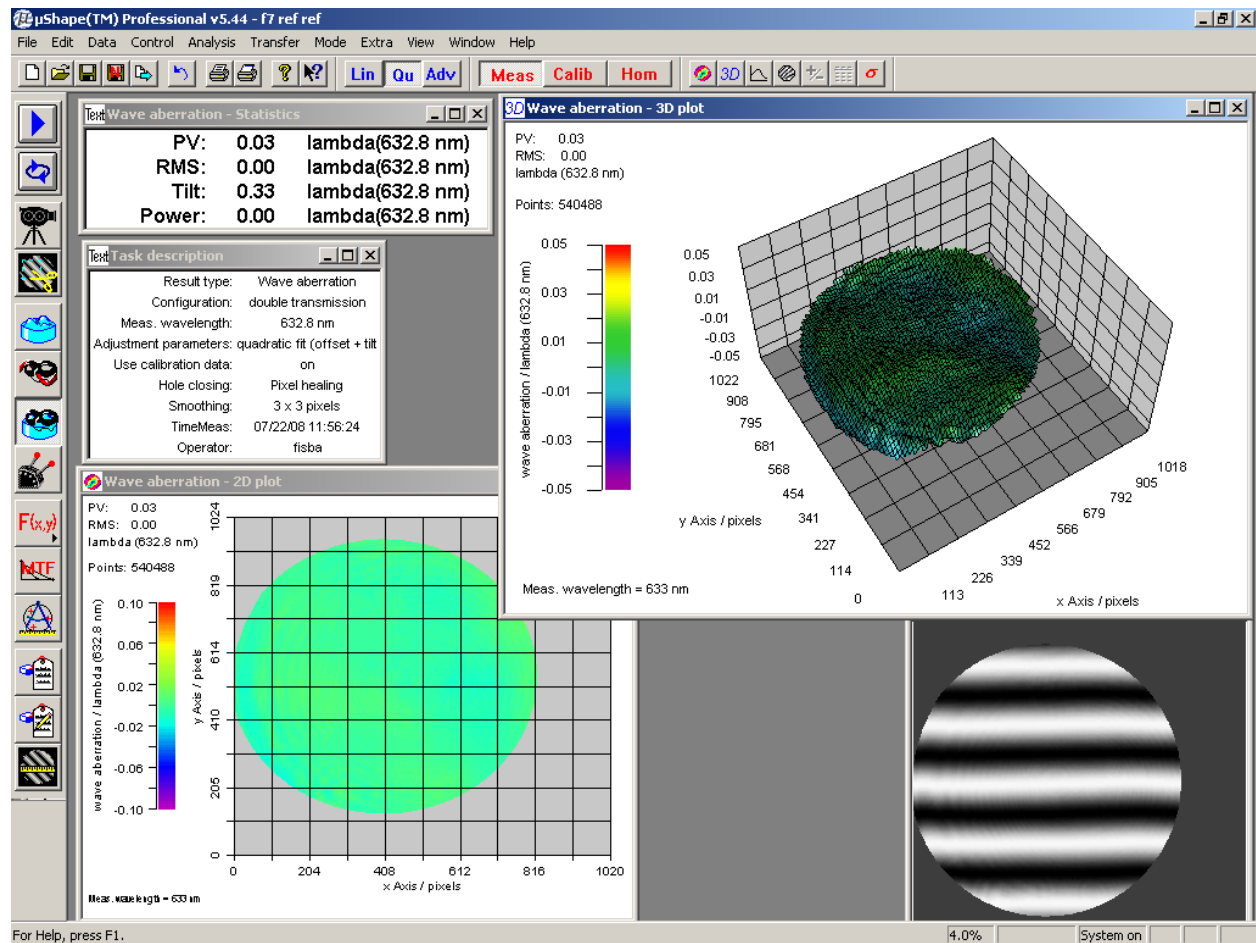 µShape(TM) Professional v5.44 - f7 ref ref
File Edit Data Control Analysis Transfer Mode Extra View Window Help
Lin Qu Adv Meas Calib Hom 3D σ
Text Wave aberration - Statistics
PV: 0.03 lambda(632.8 nm)
RMS: 0.00 lambda(632.8 nm)
Tilt: 0.33 lambda(632.8 nm)
Power: 0.00 lambda(632.8 nm)
Text Task description
Result type: Wave aberration
Configuration: double transmission
Meas. wavelength: 632.8 nm
Adjustment parameters: quadratic fit (offset + tilt
Use calibration data: on
Hole closing: Pixel healing
Smoothing: 3 x 3 pixels
TimeMeas: 07/22/08 11:56:24
Operator: fisba
F(x,y)
MTF
Wave aberration - 2D plot
PV: 0.03
RMS: 0.00
lambda (632.8 nm)
Points: 540488
0.10
0.06
0.02
-0.02
-0.06
-0.10
wave aberration / lambda (632.8 nm)
1024
819
614
410
205
0
y Axis / pixels
0 204 408 612 816 1020
x Axis / pixels
Meas. wavelength = 633 nm
3D Wave aberration - 3D plot
PV: 0.03
RMS: 0.00
lambda (632.8 nm)
Points: 540488
0.05
0.03
0.01
-0.01
-0.03
-0.05
wave aberration / lambda (632.8 nm)
0.05
0.03
0.01
-0.01
-0.03
-0.05
1022
908
795
681
568
454
341
227
114
0
y Axis / pixels
113
226
339
452
566
679
792
905
1018
x Axis / pixels
Meas. wavelength = 633 nm
For Help, press F1.
4.0% System on